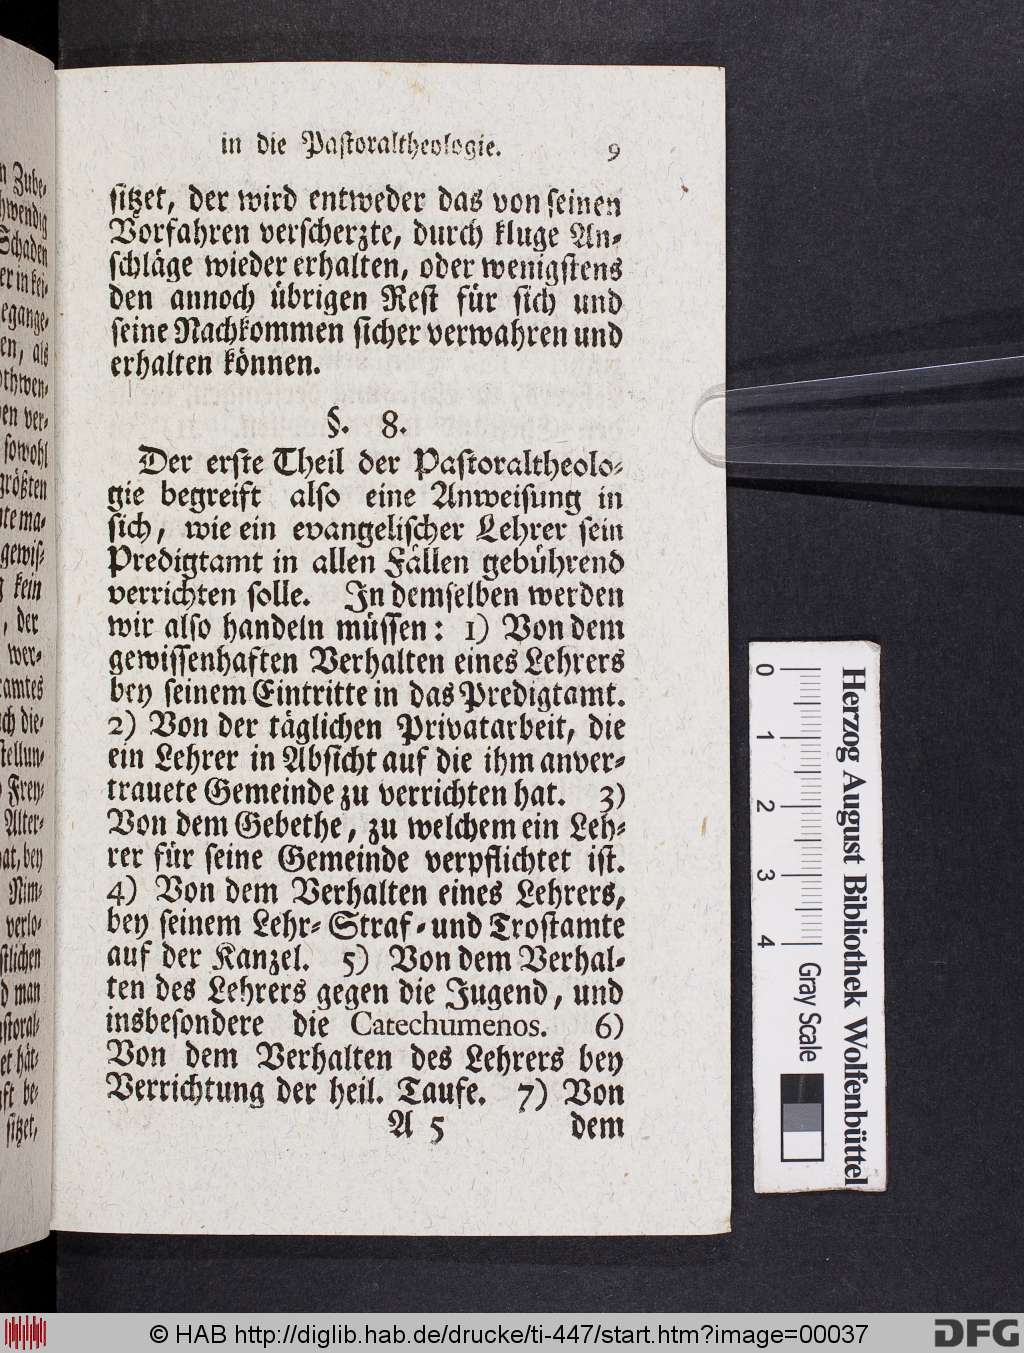 in die Pastoraltheologie. 9
sitzet, der wird entweder das von seinen
Vorfahren verscherzte, durch kluge An-
schläge wieder erhalten, oder wenigstens
den annoch übrigen Rest für sich und
seine Nachkommen sicher verwahren und
erhalten können.
§. 8.
Der erste Theil der Pastoraltheolo-
gie begreift also eine Anweisung in
sich, wie ein evangelischer Lehrer sein
Predigtamt in allen Fällen gebührend
verrichten solle. In demselben werden
wir also handeln müssen: 1) Von dem
gewissenhaften Verhalten eines Lehrers
bey seinem Eintritte in das Predigtamt.
2) Von der täglichen Privatarbeit, die
ein Lehrer in Absicht auf die ihm anver-
trauete Gemeinde zu verrichten hat. 3)
Von dem Gebethe, zu welchem ein Leh-
rer für seine Gemeinde verpflichtet ist.
4) Von dem Verhalten eines Lehrers,
bey seinem Lehr- Straf- und Trostamte
auf der Kanzel. 5) Von dem Verhal-
ten des Lehrers gegen die Jugend, und
insbesondere die Catechumenos. 6)
Von dem Verhalten des Lehrers bey
Verrichtung der heil. Taufe. 7) Von
A 5 dem
0 1 2 3 4 Gray Scale
Herzog August Bibliothek Wolfenbüttel
© HAB http://diglib.hab.de/drucke/ti-447/start.htm?image=00037
DFG